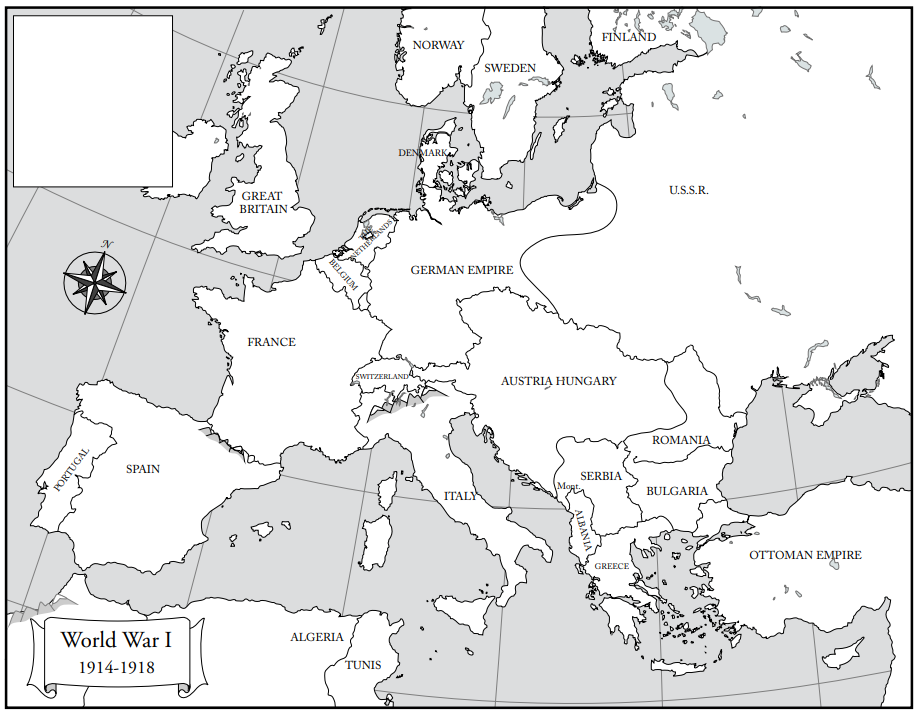 NORWAY
FINLAND
SWEDEN
DENMARK
U.S.S.R.
GREAT
BRITAIN
THE
NETHERLANDS
BELGIUM
GERMAN EMPIRE
N
FRANCE
SWITZERLAND
AUSTRIA HUNGARY
ROMANIA
PORTUGAL
SPAIN
SERBIA
Mont.
BULGARIA
ITALY
ALBANIA
GREECE
OTTOMAN EMPIRE
World War I
1914-1918
ALGERIA
TUNIS